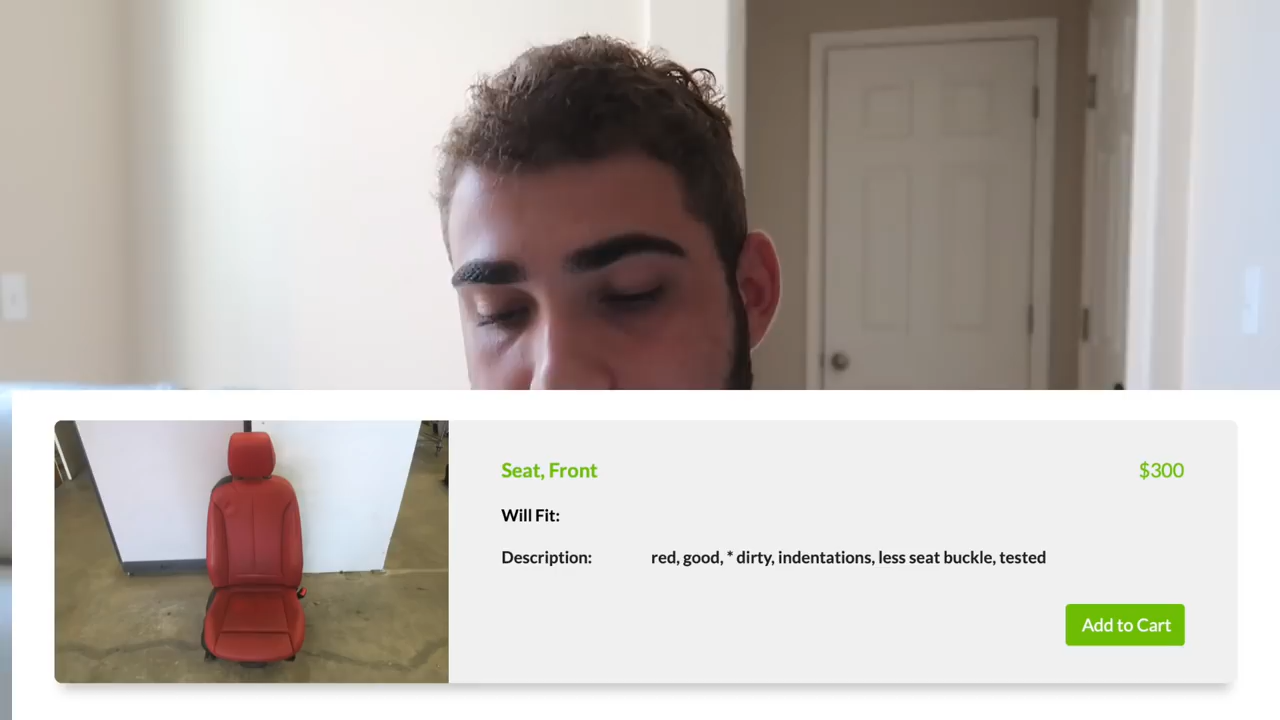 Seat, Front $300
Will Fit:
Description: red, good, * dirty, indentations, less seat buckle, tested
Add to Cart